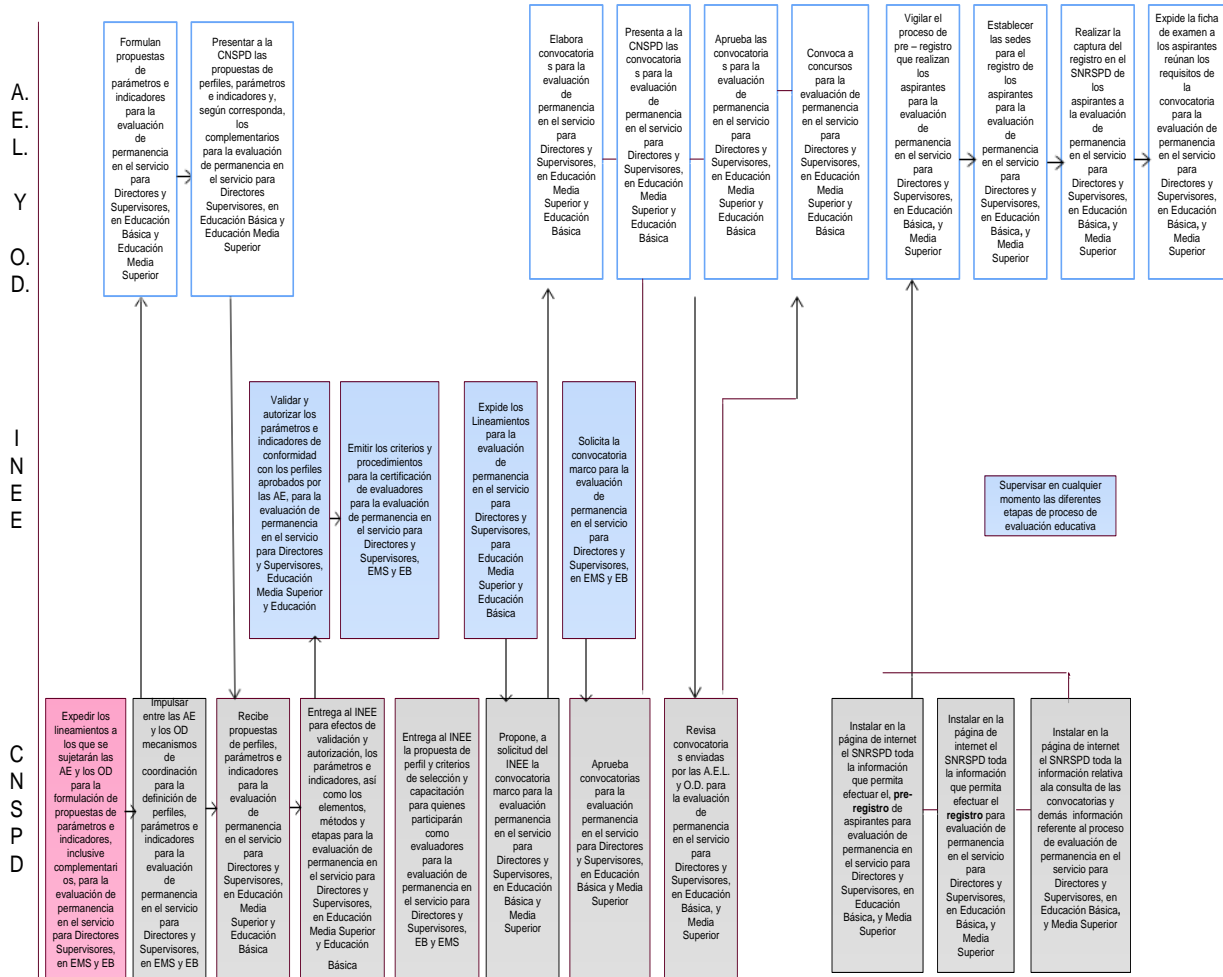 A.
E.
L.
Y
O.
D.
Formulan
propuestas
de
parámetros e
indicadores
para la
evaluación
de
permanencia
en el servicio
para
Directores y
Supervisores,
en Educación
Básica y
Educación
Media
Superior
Presentar a la
CNSPD las
propuestas de
perfiles, parámetros
e indicadores y,
según corresponda,
los
complementarios
para la evaluación
de permanencia en
el servicio para
Directores
Supervisores, en
Educación Básica y
Educación Media
Superior
Elabora
convocatoria
s para la
evaluación
de
permanencia
en el servicio
para
Directores y
Supervisores,
en Educación
Media
Superior y
Educación
Básica
Presenta a la
CNSPD las
convocatoria
s para la
evaluación
de
permanencia
en el servicio
para
Directores y
Supervisores,
en Educación
Media
Superior y
Educación
Básica
Aprueba las
convocatoria
s para la
evaluación
de
permanencia
en el servicio
para
Directores y
Supervisores,
en Educación
Media
Superior y
Educación
Básica
Convoca a
concursos
para la
evaluación
de
permanencia
en el servicio
para
Directores y
Supervisores,
en Educación
Media
Superior y
Educación
Básica
Vigilar el
proceso de
pre – registro
que realizan
los
aspirantes
para la
evaluación
de
permanencia
en el servicio
para
Directores y
Supervisores,
en Educación
Básica, y
Media
Superior
Establecer
las sedes
para el
registro de
los
aspirantes
para la
evaluación
de
permanencia
en el servicio
para
Directores y
Supervisores,
en Educación
Básica, y
Media
Superior
Realizar la
captura del
registro en el
SNRSPD de
los
aspirantes a
la evaluación
de
permanencia
en el servicio
para
Directores y
Supervisores,
en Educación
Básica, y
Media
Superior
Expide la ficha
de examen a
los aspirantes
reúnan los
requisitos de
la
convocatoria
para la
evaluación de
permanencia
en el servicio
para
Directores y
Supervisores,
en Educación
Básica, y
Media
Superior
I
N
E
E
Validar y
autorizar los
parámetros e
indicadores de
conformidad
con los perfiles
aprobados por
las AE, para la
evaluación de
permanencia
en el servicio
para Directores
y Supervisores,
Educación
Media Superior
y Educación
Emitir los criterios y
procedimientos
para la certificación
de evaluadores
para la evaluación
de permanencia en
el servicio para
Directores y
Supervisores,
EMS y EB
Expide los
Lineamientos
para la
evaluación
de
permanencia
en el servicio
para
Directores y
Supervisores,
para
Educación
Media
Superior y
Educación
Básica
Solicita la
convocatoria
marco para la
evaluación
de
permanencia
en el servicio
para
Directores y
Supervisores,
en EMS y EB
Supervisar en cualquier
momento las diferentes
etapas de proceso de
evaluación educativa
C
N
S
P
D
Expedir los
lineamientos a
los que se
sujetarán las
AE y los OD
para la
formulación de
propuestas de
parámetros e
indicadores,
inclusive
complementari
os, para la
evaluación de
permanencia
en el servicio
para Directores
Supervisores,
en EMS y EB
Impulsar
entre las AE
y los OD
mecanismos
de
coordinación
para la
definición de
perfiles,
parámetros e
indicadores
para la
evaluación
de
permanencia
en el servicio
para
Directores y
Supervisores,
en EMS y EB
Recibe
propuestas
de perfiles,
parámetros e
indicadores
para la
evaluación
de
permanencia
en el servicio
para
Directores y
Supervisores,
en Educación
Media
Superior y
Educación
Básica
Entrega al INEE
para efectos de
validación y
autorización, los
parámetros e
indicadores, así
como los
elementos,
métodos y
etapas para la
evaluación de
permanencia en
el servicio para
Directores y
Supervisores, en
Educación
Media Superior
y Educación
Básica
Entrega al INEE
la propuesta de
perfil y criterios
de selección y
capacitación
para quienes
participarán
como
evaluadores
para la
evaluación de
permanencia en
el servicio para
Directores y
Supervisores,
EB y EMS
Propone, a
solicitud del
INEE la
convocatoria
marco para la
evaluación
permanencia
en el servicio
para
Directores y
Supervisores,
en Educación
Básica y
Media
Superior
Aprueba
convocatorias
para la
evaluación
permanencia en el
servicio para
Directores y
Supervisores,
en Educación
Básica y Media
Superior
Revisa
convocatoria
s enviadas
por las A.E.L.
y O.D. para
la evaluación
de
permanencia
en el servicio
para
Directores y
Supervisores,
en Educación
Básica, y
Media
Superior
Instalar en la
página de internet
el SNRSPD toda la
información que
permita efectuar
el, pre-
registro de
aspirantes para
evaluación de
permanencia en
el servicio para
Directores y
Supervisores, en
Educación
Básica, y Media
Superior
Instalar en la
página de
internet el
SNRSPD toda
la información
que permita
efectuar el
registro para
evaluación de
permanencia
en el servicio
para
Directores y
Supervisores,
en Educación
Básica, y
Media
Superior
Instalar en la
página de internet
el SNRSPD toda
la información
relativa
ala consulta de las
convocatorias y
demás información
referente al proceso
de evaluación de
permanencia en el
servicio para
Directores y
Supervisores, en
Educación Básica,
y Media Superior